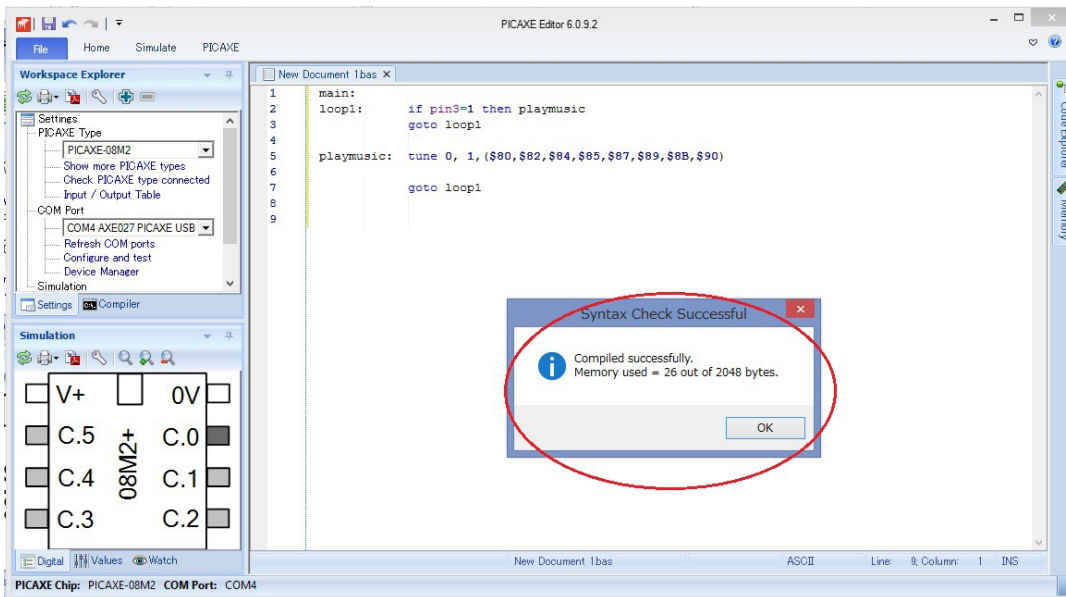 PICAXE Editor 6.0.9.2
File Home Simulate PICAXE
Workspace Explorer
Settings
PICAXE Type
PICAXE-08M2
Show more PICAXE types
Check PICAXE type connected
Input / Output Table
COM Port
COM4 AXE027 PICAXE USB
Refresh COM ports
Configure and test
Device Manager
Simulation
Settings Compiler
Simulation
V+ 0V
C.5 C.0
C.4 C.1
C.3 C.2
08M2+
Digital Values Watch
New Document 1.bas
1 main:
2 loop1: if pin3=1 then playmusic
3 goto loop1
4
5 playmusic: tune 0, 1,($80,$82,$84,$85,$87,$89,$8B,$90)
6
7 goto loop1
8
9
Syntax Check Successful
Compiled successfully.
Memory used = 26 out of 2048 bytes.
OK
Code Explorer
Memory
New Document 1.bas ASCII Line: 9; Column: 1 INS
PICAXE Chip: PICAXE-08M2 COM Port: COM4